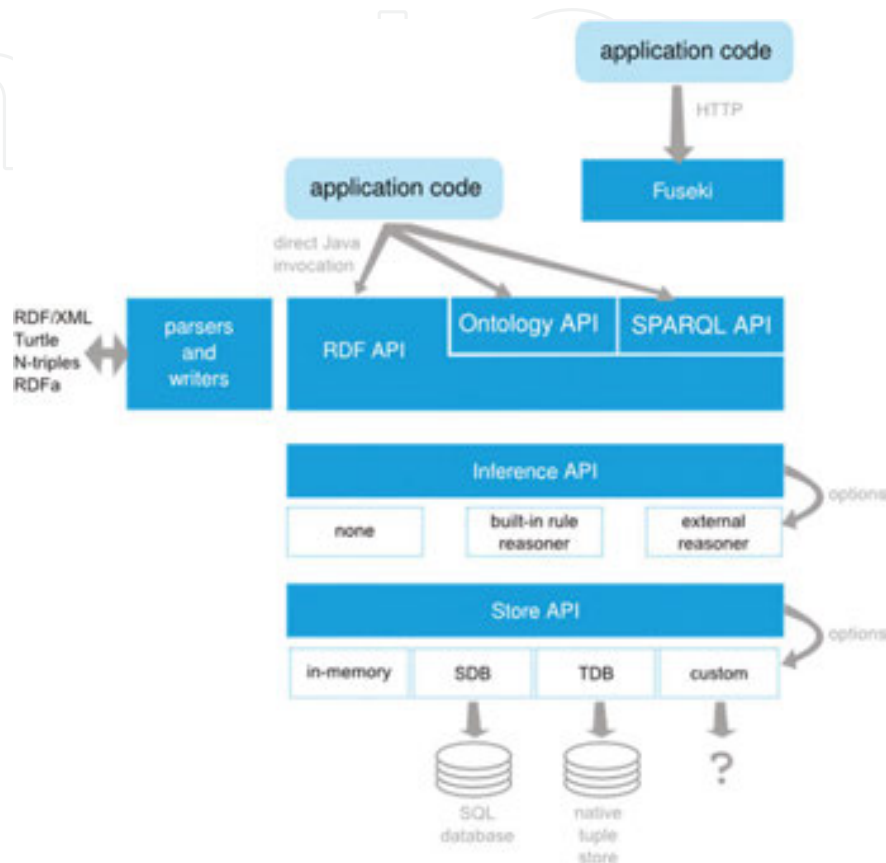 application code
HTTP
Fuseki
application code
direct Java
invocation
RDF/XML
Turtle
N-triples
RDFa
parsers
and
writers
RDF API
Ontology API
SPARQL API
Inference API
options
none
built-in rule
reasoner
external
reasoner
Store API
options
in-memory
SDB
TDB
custom
?
SQL
database
native
tuple
store